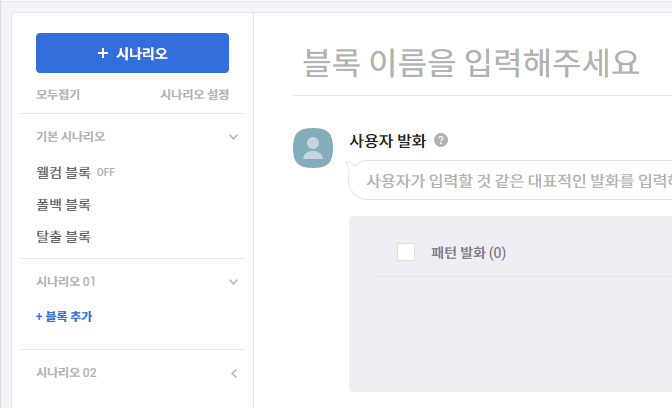 + 시나리오
모두접기 시나리오 설정
기본 시나리오
웰컴 블록 OFF
폴백 블록
탈출 블록
시나리오 01
+ 블록 추가
시나리오 02
블록 이름을 입력해주세요
사용자 발화 ?
사용자가 입력할 것 같은 대표적인 발화를 입력해
패턴 발화 (0)